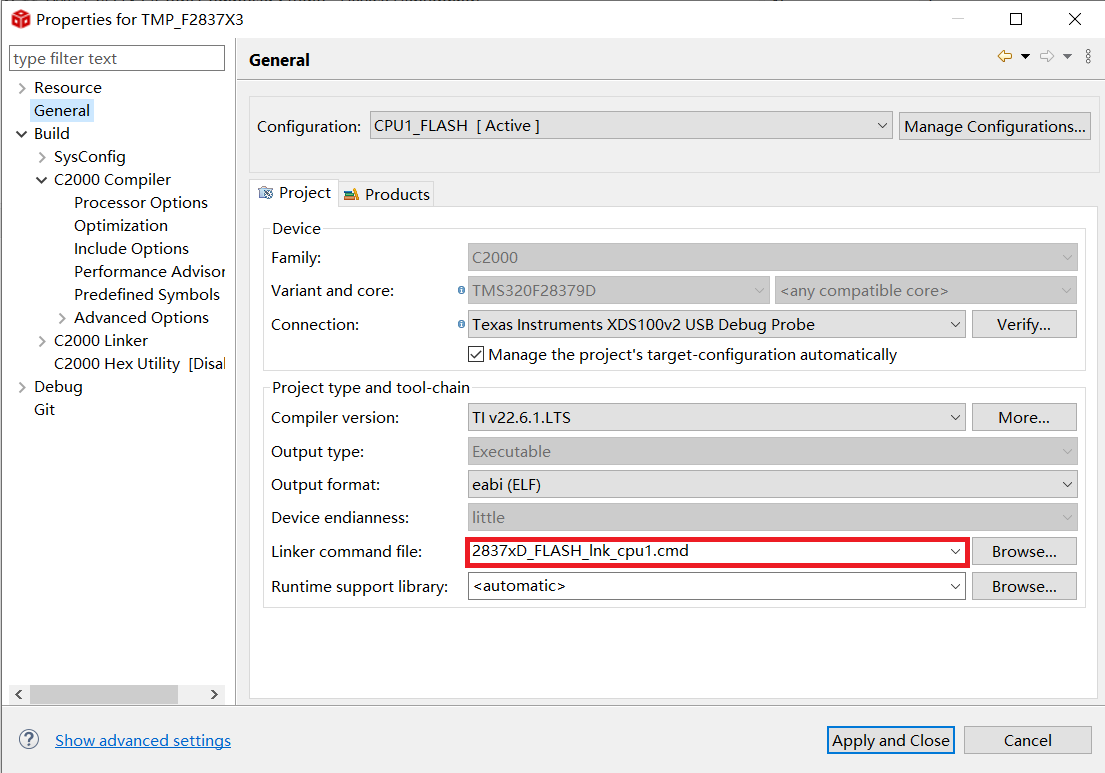 Properties for TMP_F2837X3
type filter text
Resource
General
Build
SysConfig
C2000 Compiler
Processor Options
Optimization
Include Options
Performance Advisor
Predefined Symbols
Advanced Options
C2000 Linker
C2000 Hex Utility [Disal
Debug
Git
General
Configuration: CPU1_FLASH [ Active ] Manage Configurations...
Project Products
Device
Family: C2000
Variant and core: TMS320F28379D <any compatible core>
Connection: Texas Instruments XDS100v2 USB Debug Probe Verify...
Manage the project's target-configuration automatically
Project type and tool-chain
Compiler version: TI v22.6.1.LTS More...
Output type: Executable
Output format: eabi (ELF)
Device endianness: little
Linker command file: 2837xD_FLASH_lnk_cpu1.cmd Browse...
Runtime support library: <automatic> Browse...
? Show advanced settings Apply and Close Cancel